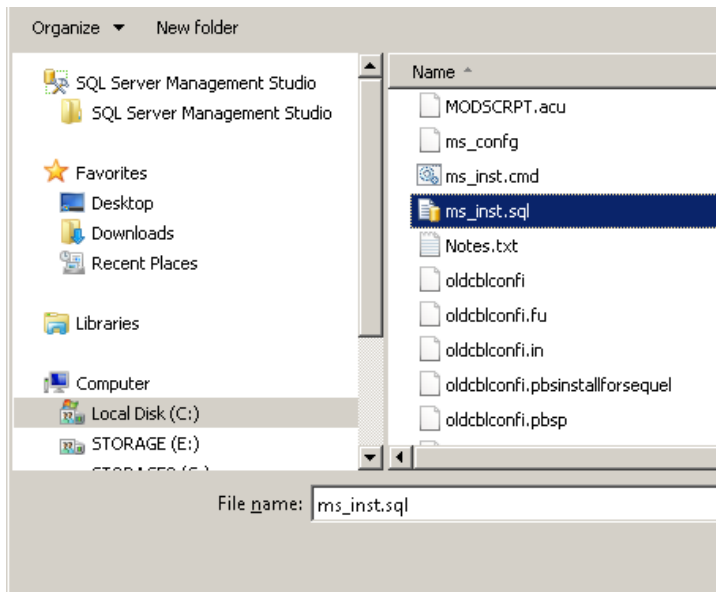 Organize New folder
SQL Server Management Studio
SQL Server Management Studio
Favorites
Desktop
Downloads
Recent Places
Libraries
Computer
Local Disk (C:)
STORAGE (E:)
Name
MODSCRPT.acu
ms_confg
ms_inst.cmd
ms_inst.sql
Notes.txt
oldcblconfi
oldcblconfi.fu
oldcblconfi.in
oldcblconfi.pbsinstallforsequel
oldcblconfi.pbsp
File name: ms_inst.sql